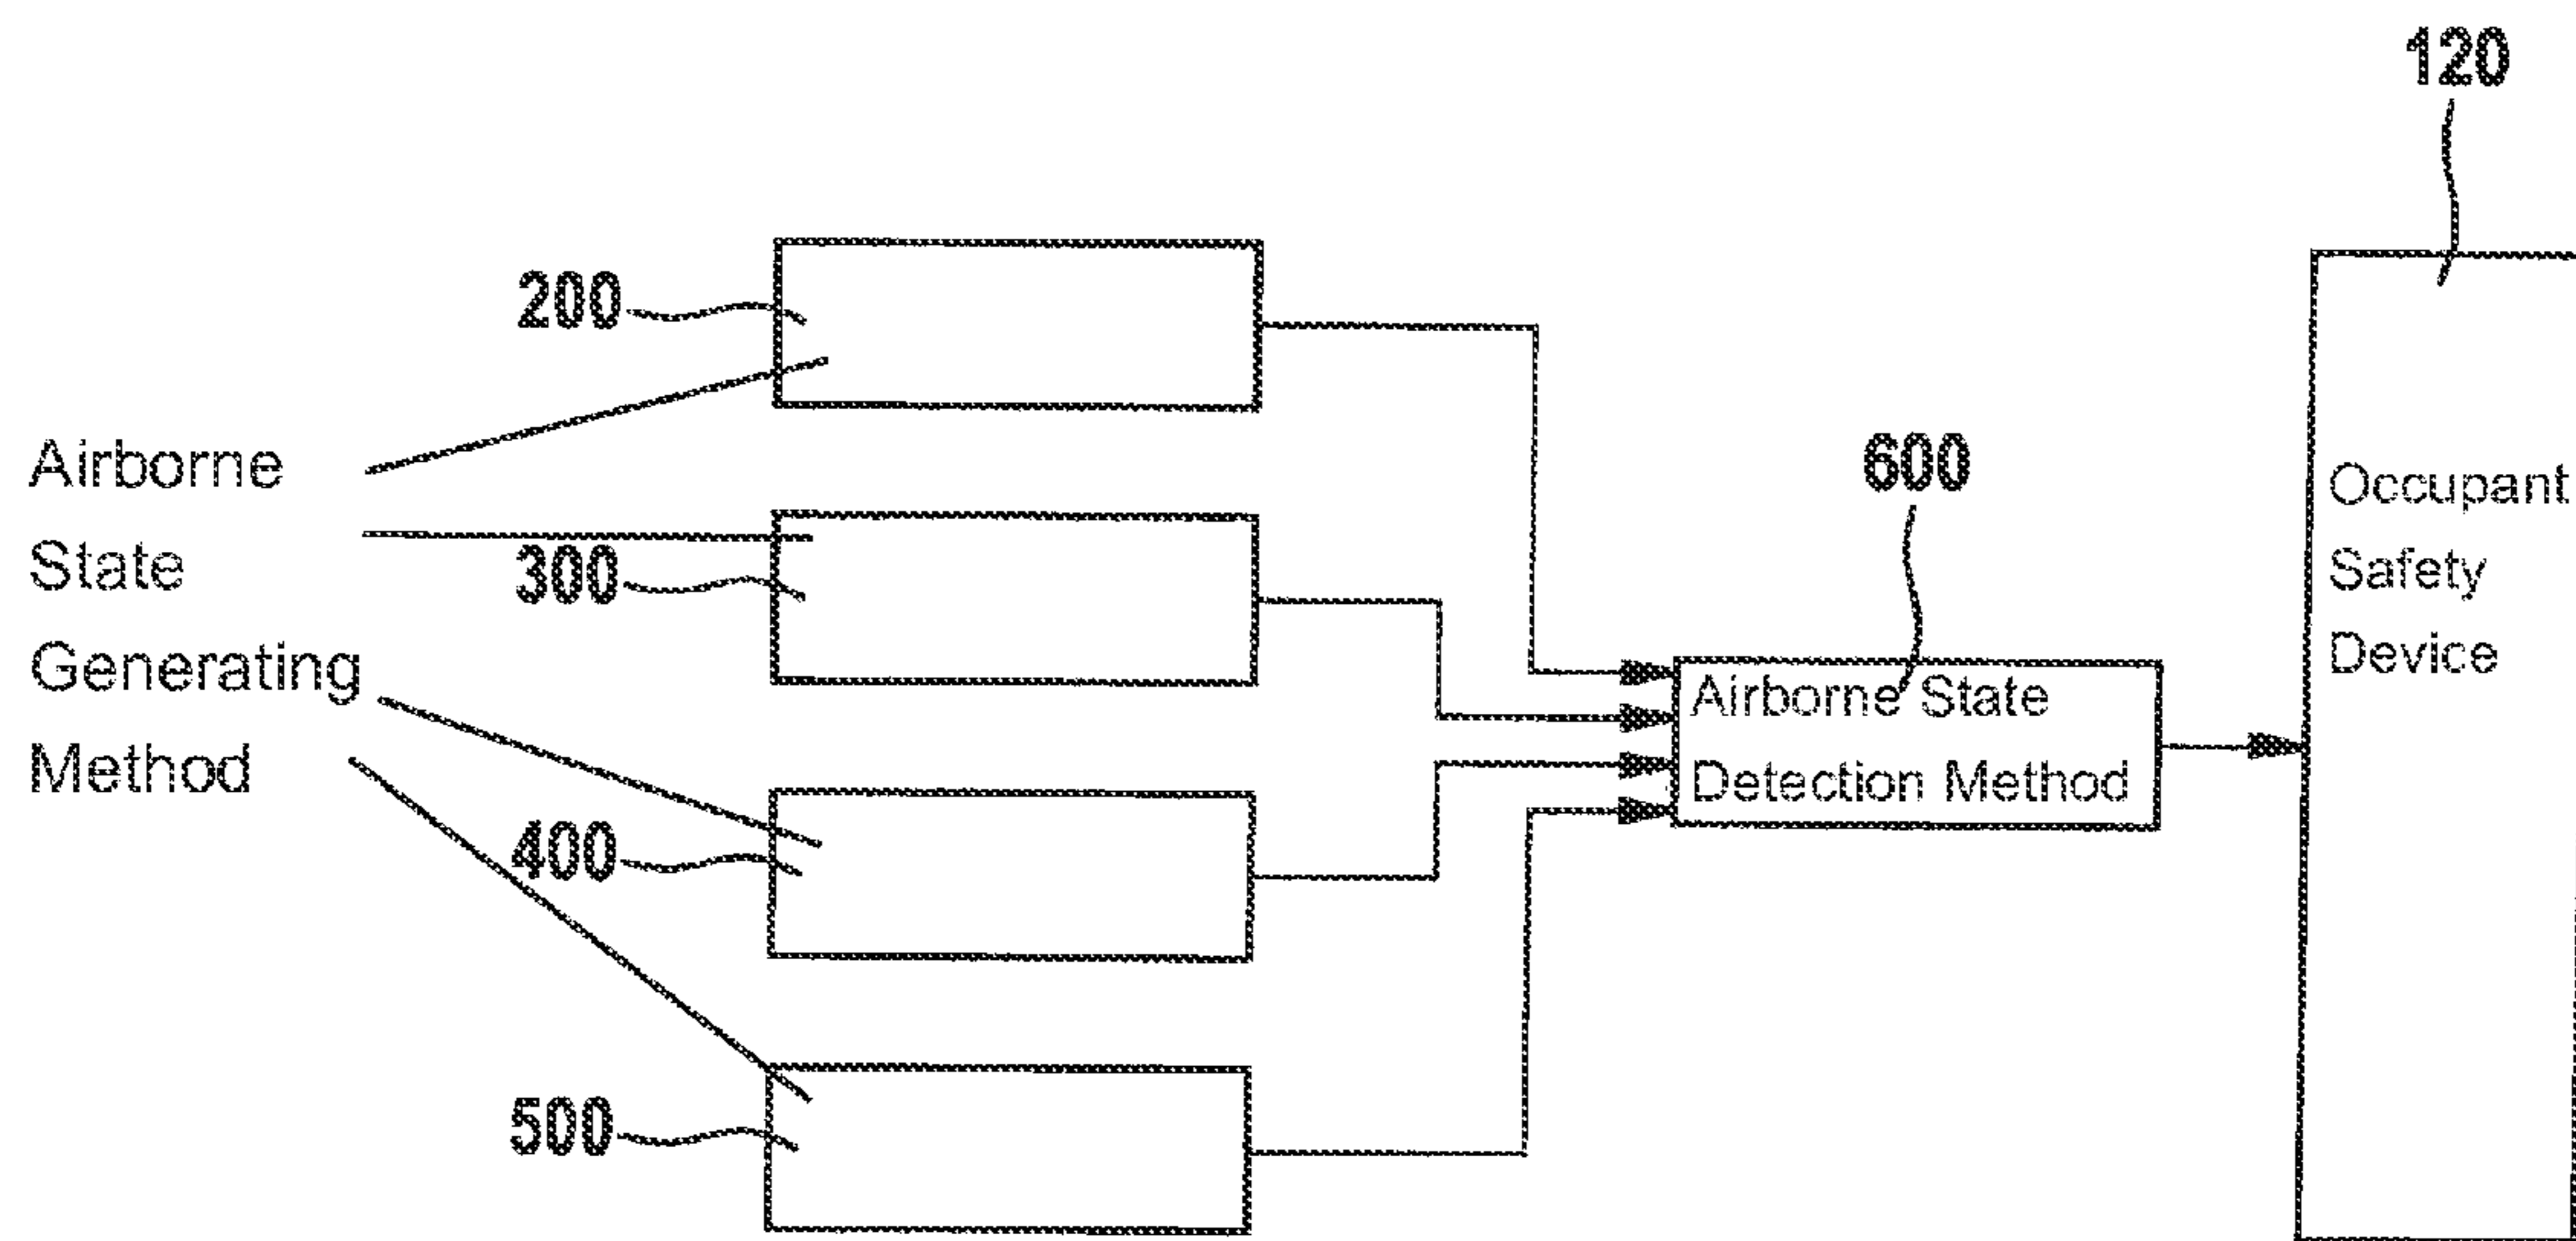 120
200
Airborne
State
Generating
Method
300
400
500
600
Airborne State
Detection Method
Occupant
Safety
Device